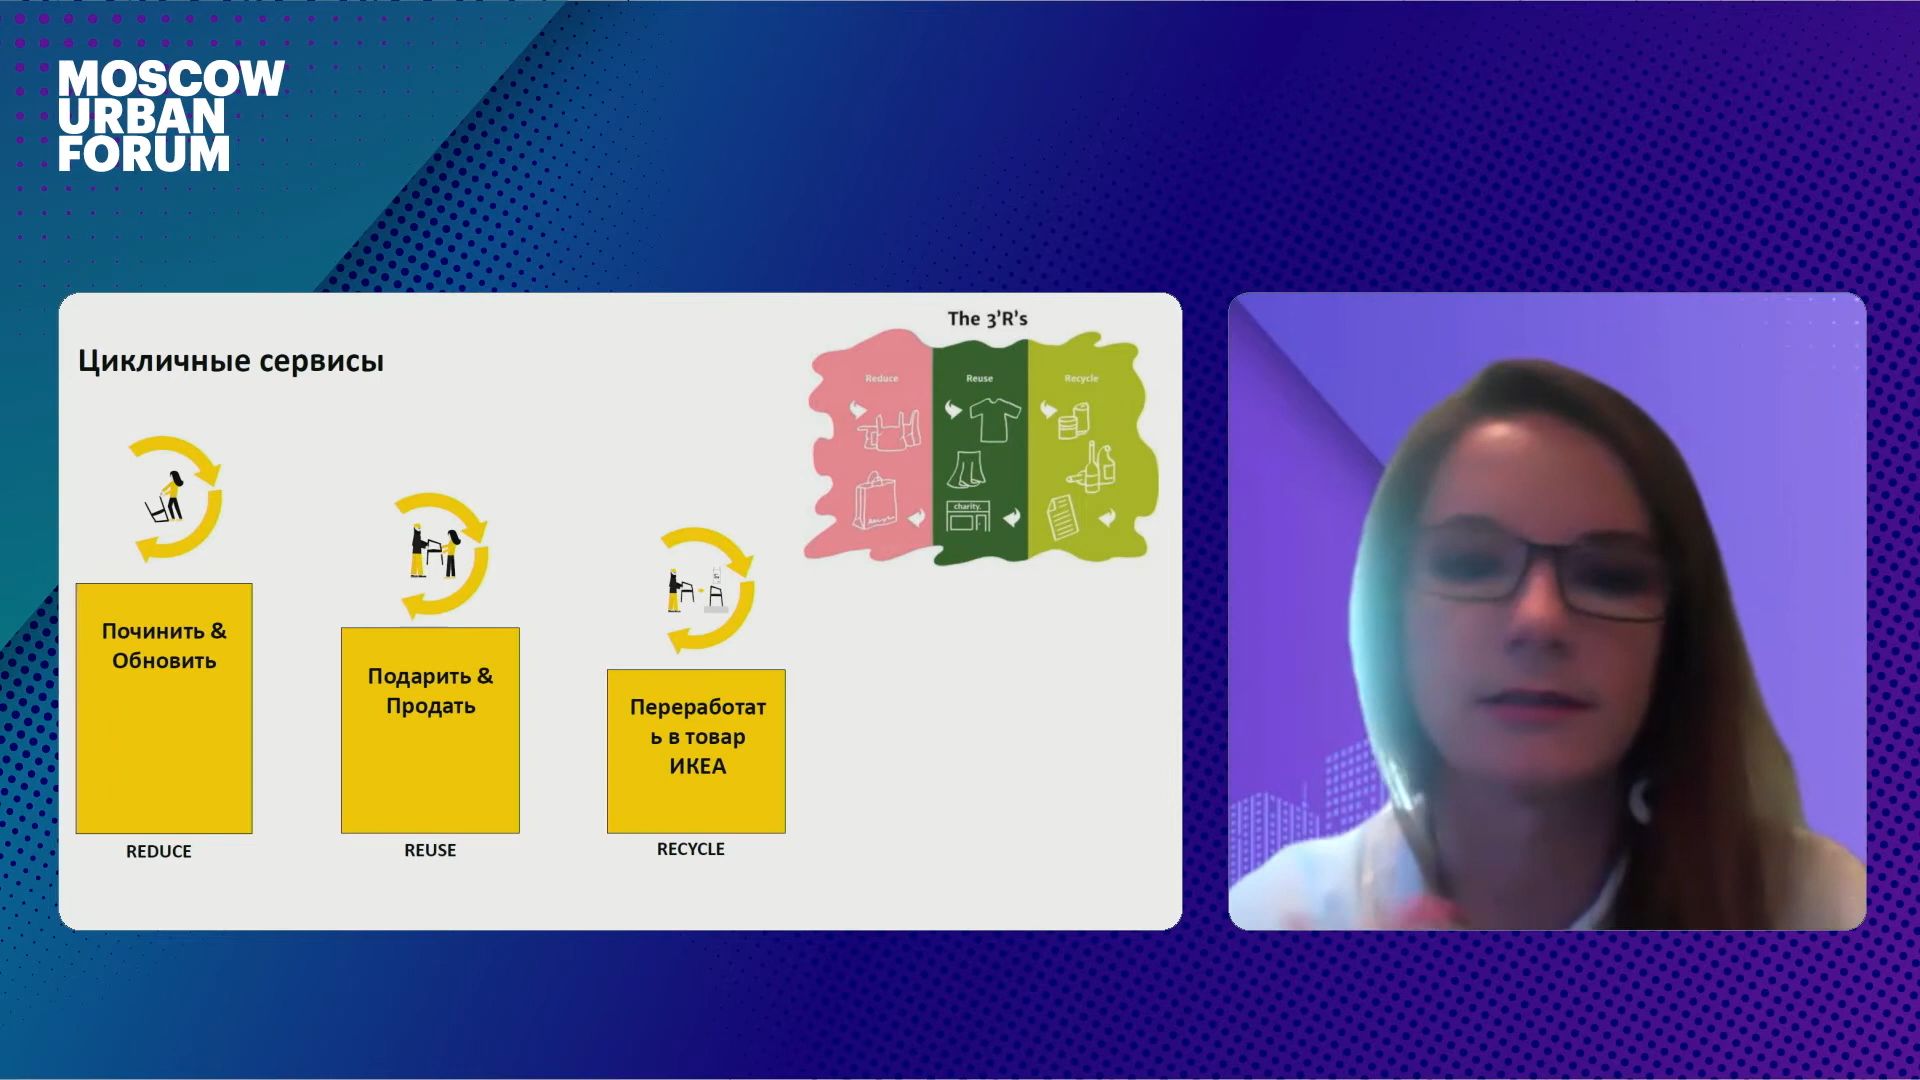 MOSCOW
URBAN
FORUM
The 3'R's
Цикличные сервисы
Reduce
Reuse
Recycle
charity.
Починить &
Обновить
Подарить &
Продать
Переработат
ь в товар
ИКЕА
REDUCE
REUSE
RECYCLE